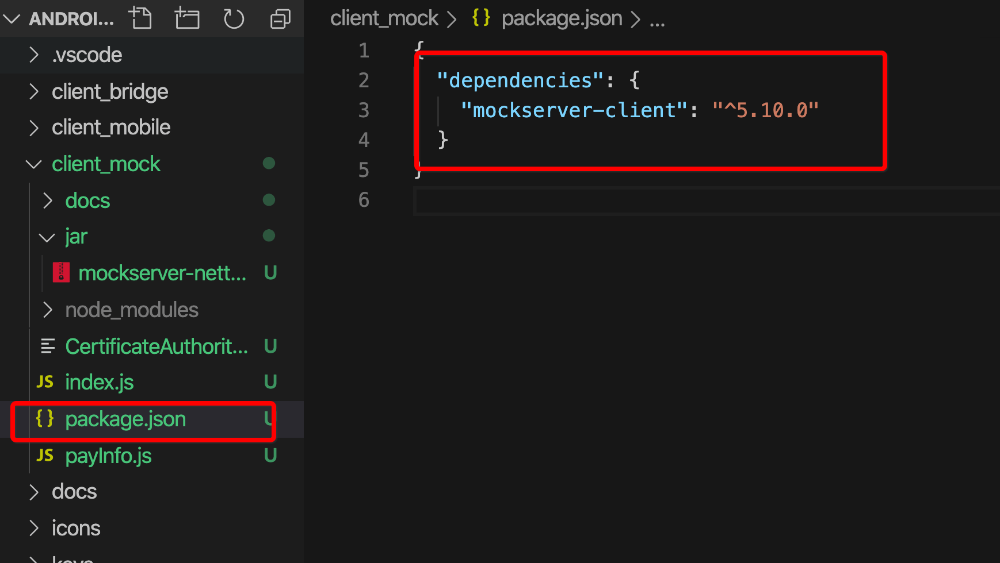 ANDROI...
.vscode
client_bridge
client_mobile
client_mock
docs
jar
mockserver-nett... U
node_modules
CertificateAuthorit... U
JS index.js U
{} package.json U
JS payInfo.js U
docs
icons
keys
client_mock > {} package.json > ...
1 {
2 "dependencies": {
3 "mockserver-client": "^5.10.0"
4 }
5 }
6